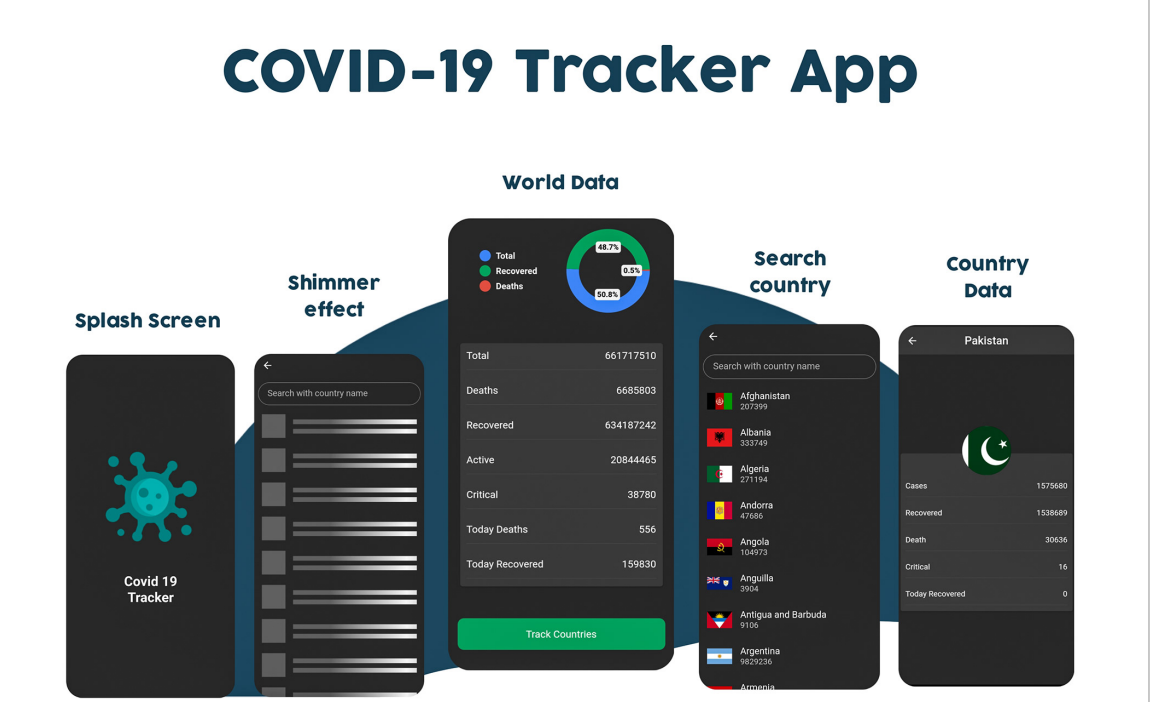 COVID-19 Tracker App
Splash Screen
Covid 19
Tracker
Shimmer
effect
Search with country name
World Data
Total
Recovered
Deaths
48.7%
0.5%
50.8%
Total 661717510
Deaths 6685803
Recovered 634187242
Active 20844465
Critical 38780
Today Deaths 556
Today Recovered 159830
Track Countries
Search
country
Search with country name
Afghanistan
207399
Albania
333749
Algeria
271194
Andorra
47686
Angola
104973
Anguilla
3904
Antigua and Barbuda
9106
Argentina
9829236
Armenia
Country
Data
Pakistan
Cases 1575680
Recovered 1538689
Death 30636
Critical 16
Today Recovered 0